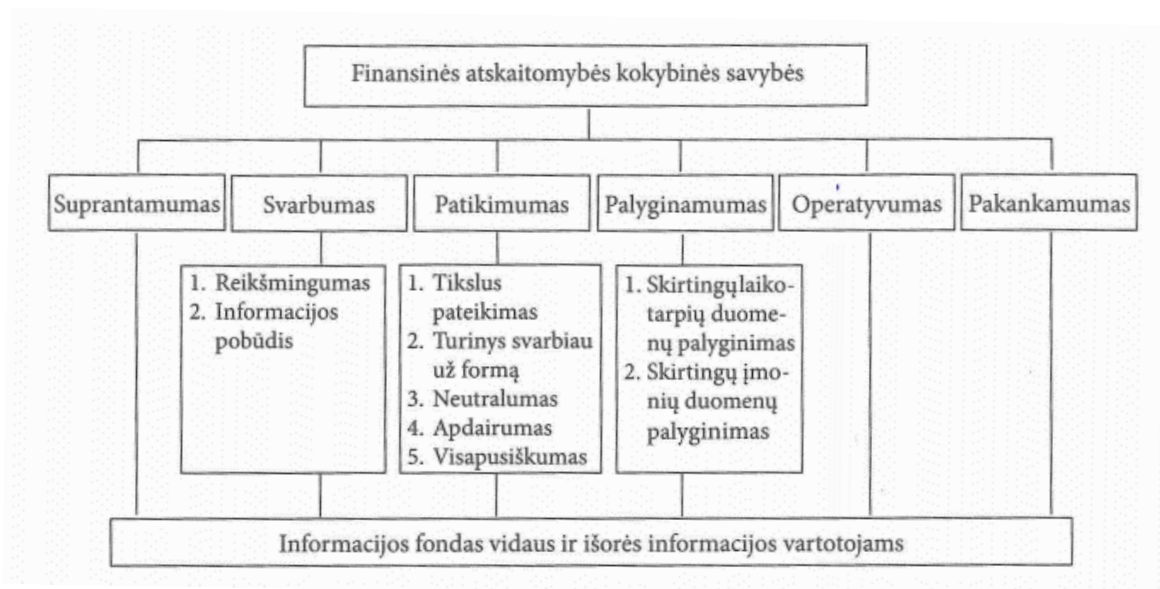 Finansinės atskaitomybės kokybinės savybės
Suprantamumas
Svarbumas
Patikimumas
Palyginamumas
Operatyvumas
Pakankamumas
1. Reikšmingumas
2. Informacijos
pobūdis
1. Tikslus
pateikimas
2. Turinys svarbiau
už formą
3. Neutralumas
4. Apdairumas
5. Visapusiškumas
1. Skirtingųlaiko-
tarpių duome-
nų palyginimas
2. Skirtingų įmo-
nių duomenų
palyginimas
Informacijos fondas vidaus ir išorės informacijos vartotojams